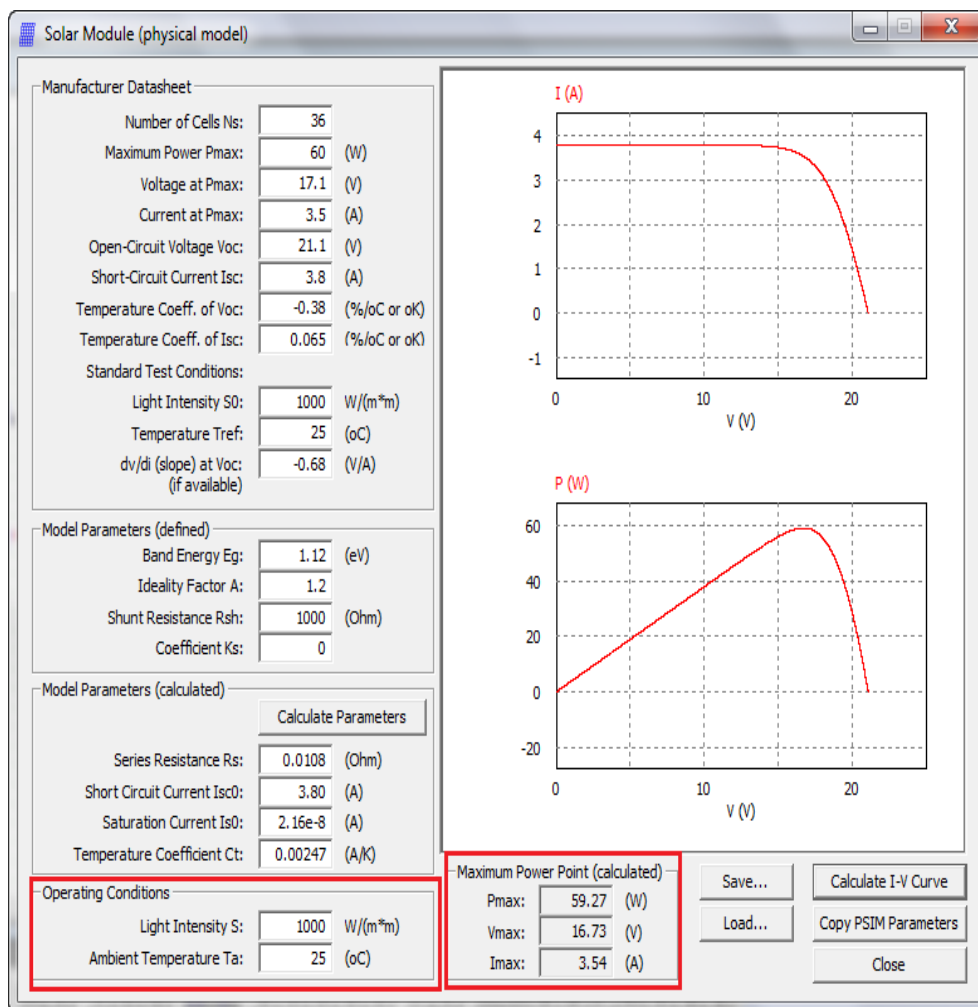 Solar Module (physical model)
Manufacturer Datasheet
Number of Cells Ns: 36
Maximum Power Pmax: 60 (W)
Voltage at Pmax: 17.1 (V)
Current at Pmax: 3.5 (A)
Open-Circuit Voltage Voc: 21.1 (V)
Short-Circuit Current Isc: 3.8 (A)
Temperature Coeff. of Voc: -0.38 (%/oC or oK)
Temperature Coeff. of Isc: 0.065 (%/oC or oK)
Standard Test Conditions:
Light Intensity S0: 1000 W/(m*m)
Temperature Tref: 25 (oC)
dv/di (slope) at Voc: -0.68 (V/A)
(if available)
Model Parameters (defined)
Band Energy Eg: 1.12 (eV)
Ideality Factor A: 1.2
Shunt Resistance Rsh: 1000 (Ohm)
Coefficient Ks: 0
Model Parameters (calculated)
Calculate Parameters
Series Resistance Rs: 0.0108 (Ohm)
Short Circuit Current Isc0: 3.80 (A)
Saturation Current Is0: 2.16e-8 (A)
Temperature Coefficient Ct: 0.00247 (A/K)
Operating Conditions
Light Intensity S: 1000 W/(m*m)
Ambient Temperature Ta: 25 (oC)
I (A)
4
3
2
1
0
-1
0 10 20
V (V)
P (W)
60
40
20
0
-20
0 10 20
V (V)
Maximum Power Point (calculated)
Pmax: 59.27 (W)
Vmax: 16.73 (V)
Imax: 3.54 (A)
Save...
Load...
Calculate I-V Curve
Copy PSIM Parameters
Close